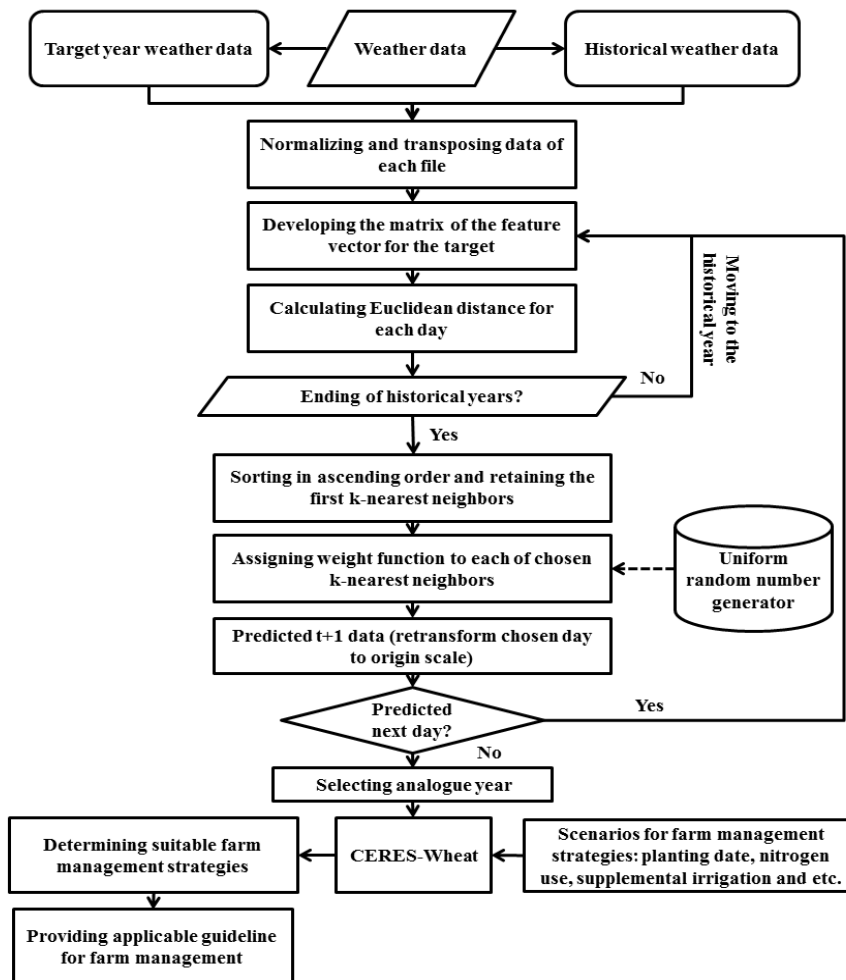 Target year weather data
Weather data
Historical weather data
Normalizing and transposing data of
each file
Developing the matrix of the feature
vector for the target
Moving to the
historical year
Calculating Euclidean distance for
each day
Ending of historical years?
No
Yes
Sorting in ascending order and retaining the
first k-nearest neighbors
Assigning weight function to each of chosen
k-nearest neighbors
Uniform
random number
generator
Predicted t+1 data (retransform chosen day
to origin scale)
Predicted
next day?
Yes
No
Selecting analogue year
Determining suitable farm
management strategies
CERES-Wheat
Scenarios for farm management
strategies: planting date, nitrogen
use, supplemental irrigation and etc.
Providing applicable guideline
for farm management